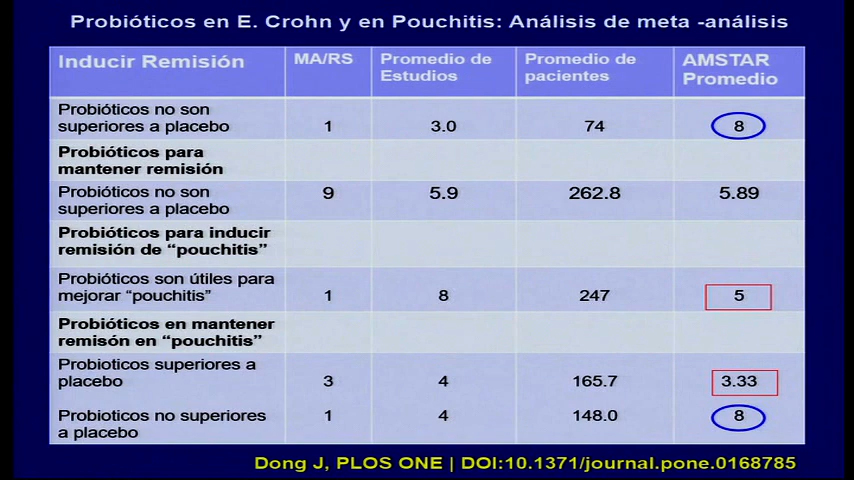 Probióticos en E. Crohn y en Pouchitis: Análisis de meta -análisis
Inducir Remisión MA/RS Promedio de Estudios Promedio de pacientes AMSTAR Promedio
Probióticos no son
superiores a placebo 1 3.0 74 8
Probióticos para
mantener remisión
Probióticos no son
superiores a placebo 9 5.9 262.8 5.89
Probióticos para inducir
remisión de “pouchitis”
Probióticos son útiles para
mejorar “pouchitis” 1 8 247 5
Probióticos en mantener
remisón en “pouchitis”
Probioticos superiores a
placebo 3 4 165.7 3.33
Probioticos no superiores
a placebo 1 4 148.0 8
Dong J, PLOS ONE | DOI:10.1371/journal.pone.0168785